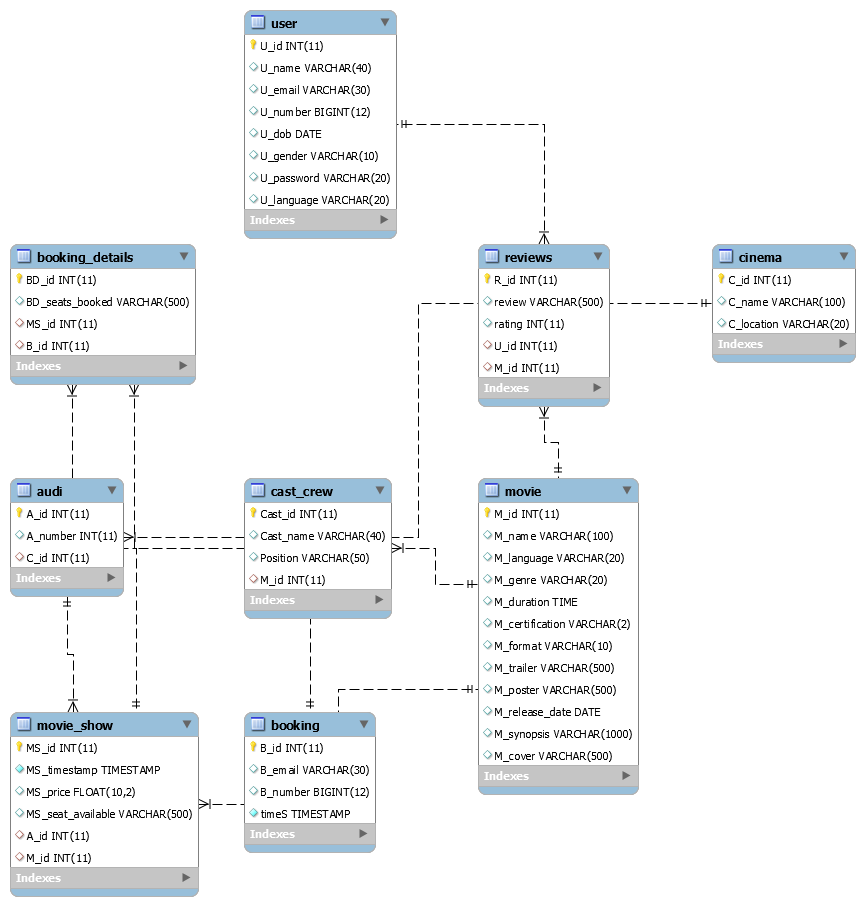 user
U_id INT(11)
U_name VARCHAR(40)
U_email VARCHAR(30)
U_number BIGINT(12)
U_dob DATE
U_gender VARCHAR(10)
U_password VARCHAR(20)
U_language VARCHAR(20)
Indexes
booking_details
BD_id INT(11)
BD_seats_booked VARCHAR(500)
MS_id INT(11)
B_id INT(11)
Indexes
reviews
R_id INT(11)
review VARCHAR(500)
rating INT(11)
U_id INT(11)
M_id INT(11)
Indexes
cinema
C_id INT(11)
C_name VARCHAR(100)
C_location VARCHAR(20)
Indexes
audi
A_id INT(11)
A_number INT(11)
C_id INT(11)
Indexes
cast_crew
Cast_id INT(11)
Cast_name VARCHAR(40)
Position VARCHAR(50)
M_id INT(11)
Indexes
movie
M_id INT(11)
M_name VARCHAR(100)
M_language VARCHAR(20)
M_genre VARCHAR(20)
M_duration TIME
M_certification VARCHAR(2)
M_format VARCHAR(10)
M_trailer VARCHAR(500)
M_poster VARCHAR(500)
M_release_date DATE
M_synopsis VARCHAR(1000)
M_cover VARCHAR(500)
Indexes
movie_show
MS_id INT(11)
MS_timestamp TIMESTAMP
MS_price FLOAT(10,2)
MS_seat_available VARCHAR(500)
A_id INT(11)
M_id INT(11)
Indexes
booking
B_id INT(11)
B_email VARCHAR(30)
B_number BIGINT(12)
timeS TIMESTAMP
Indexes